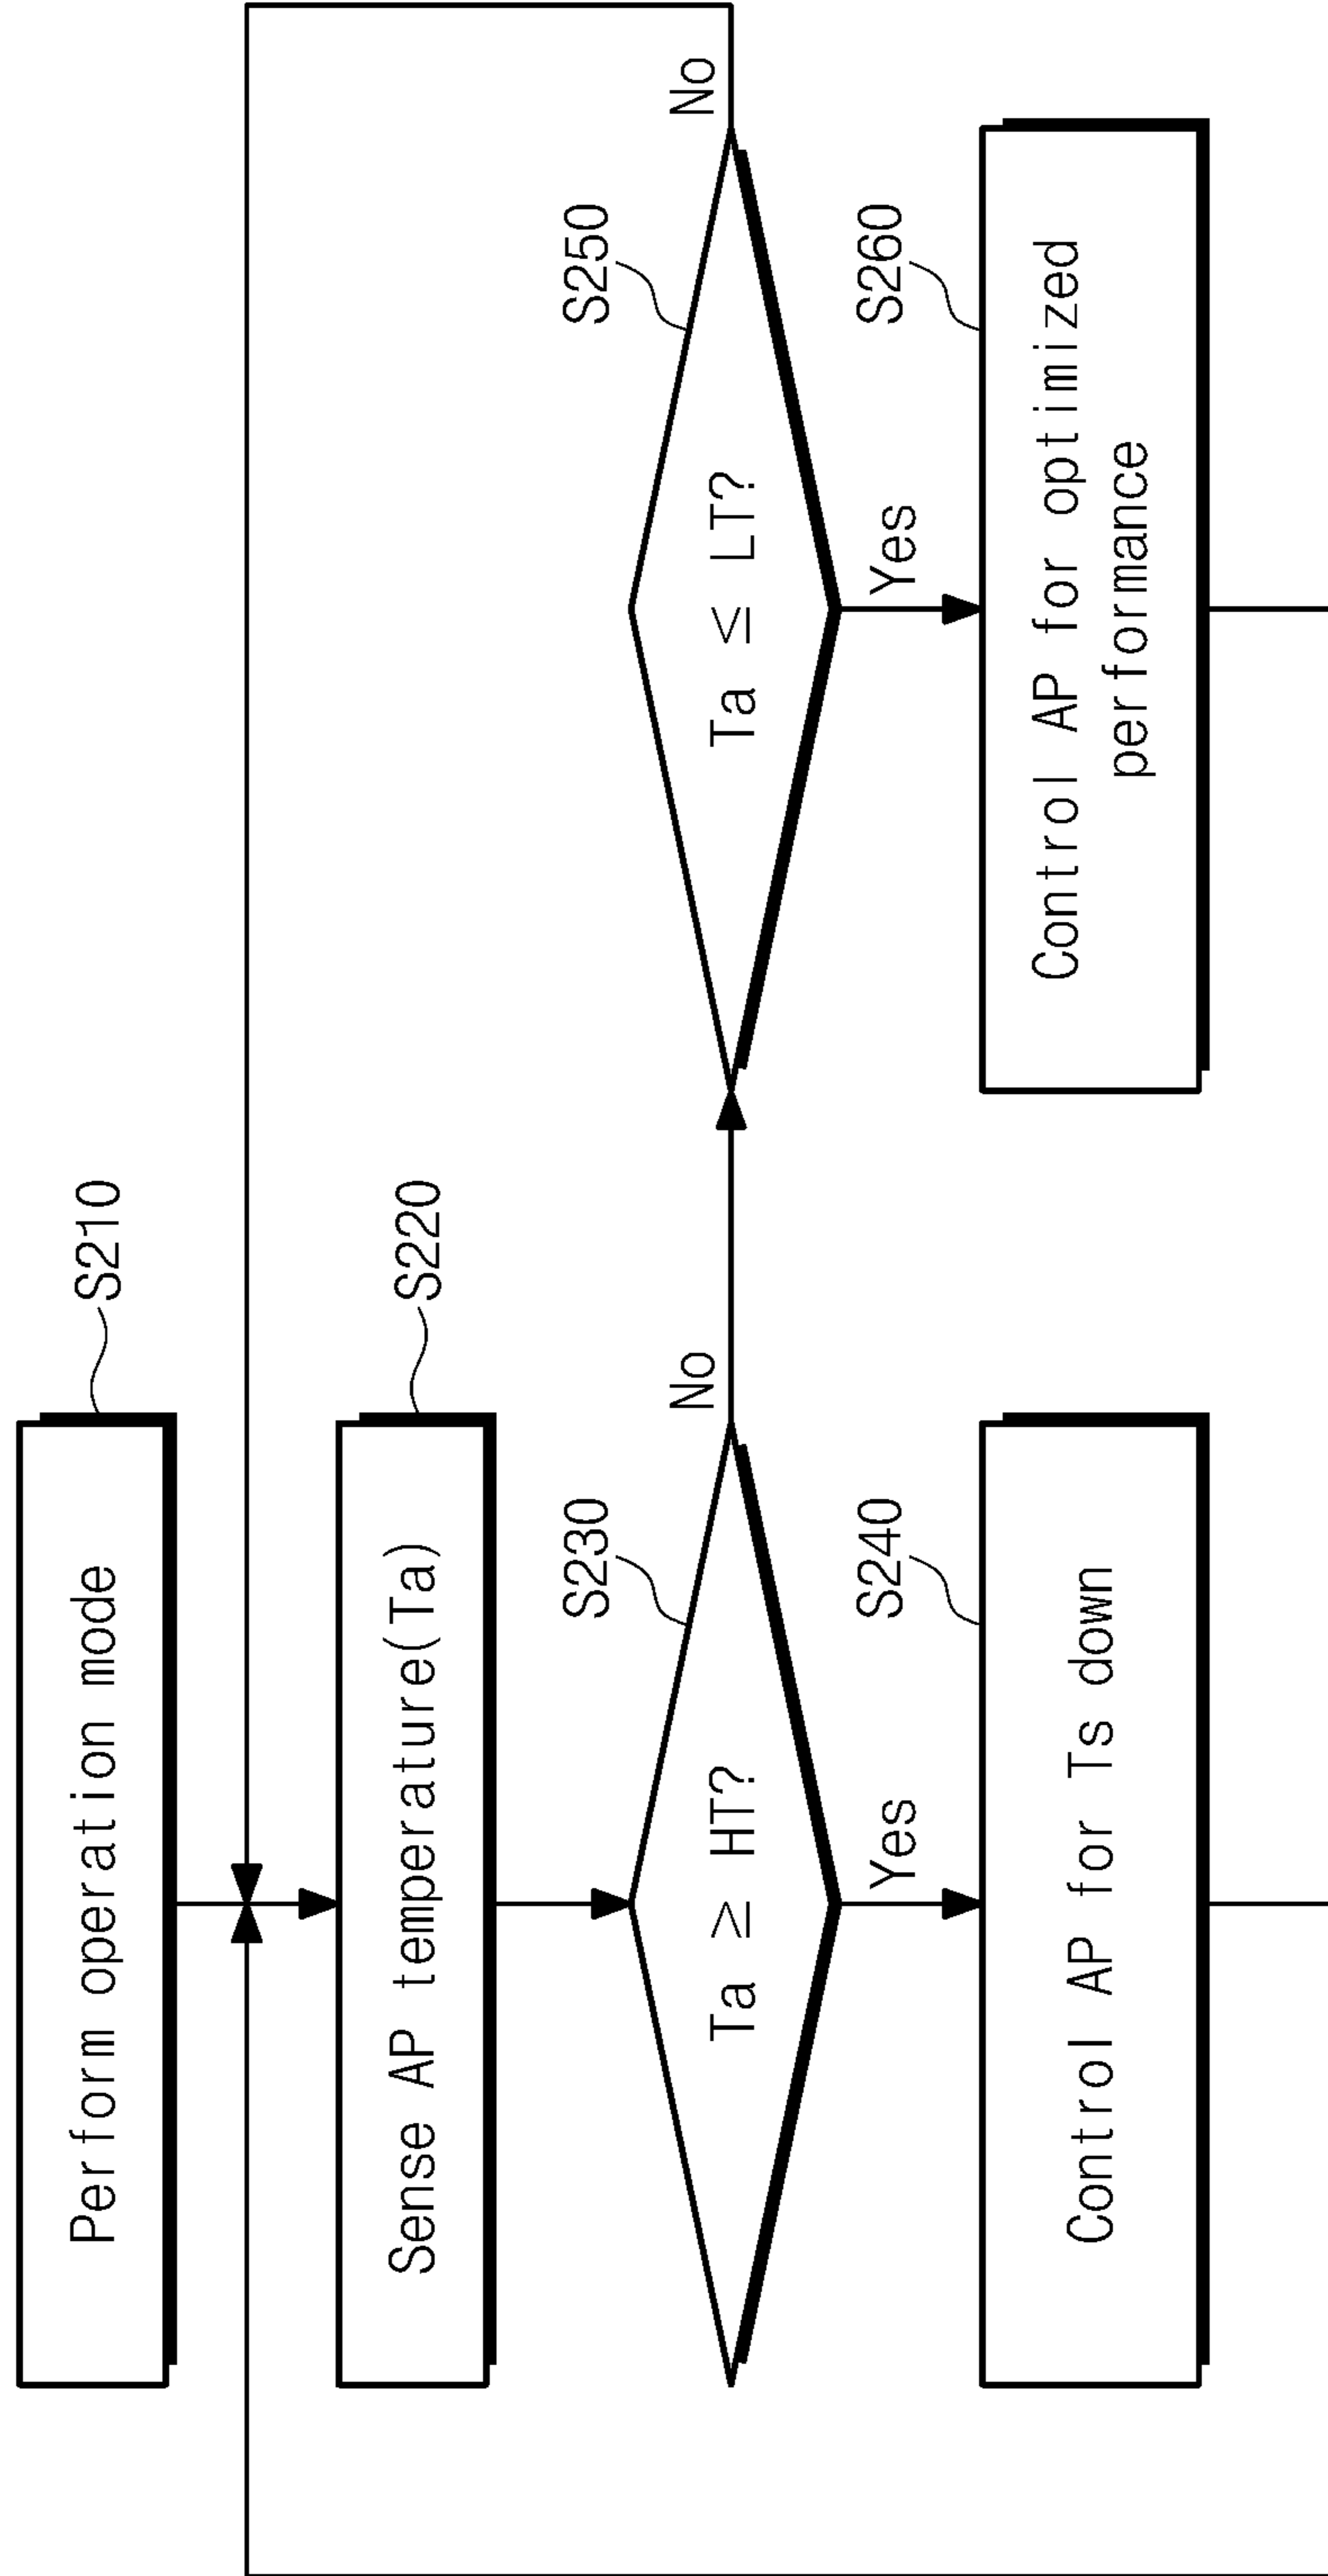 Perform operation mode
S210
Sense AP temperature(Ta)
S220
Ta ≥ HT?
S230
No
Yes
Ta ≤ LT?
S250
No
Yes
Control AP for Ts down
S240
Control AP for optimized
performance
S260